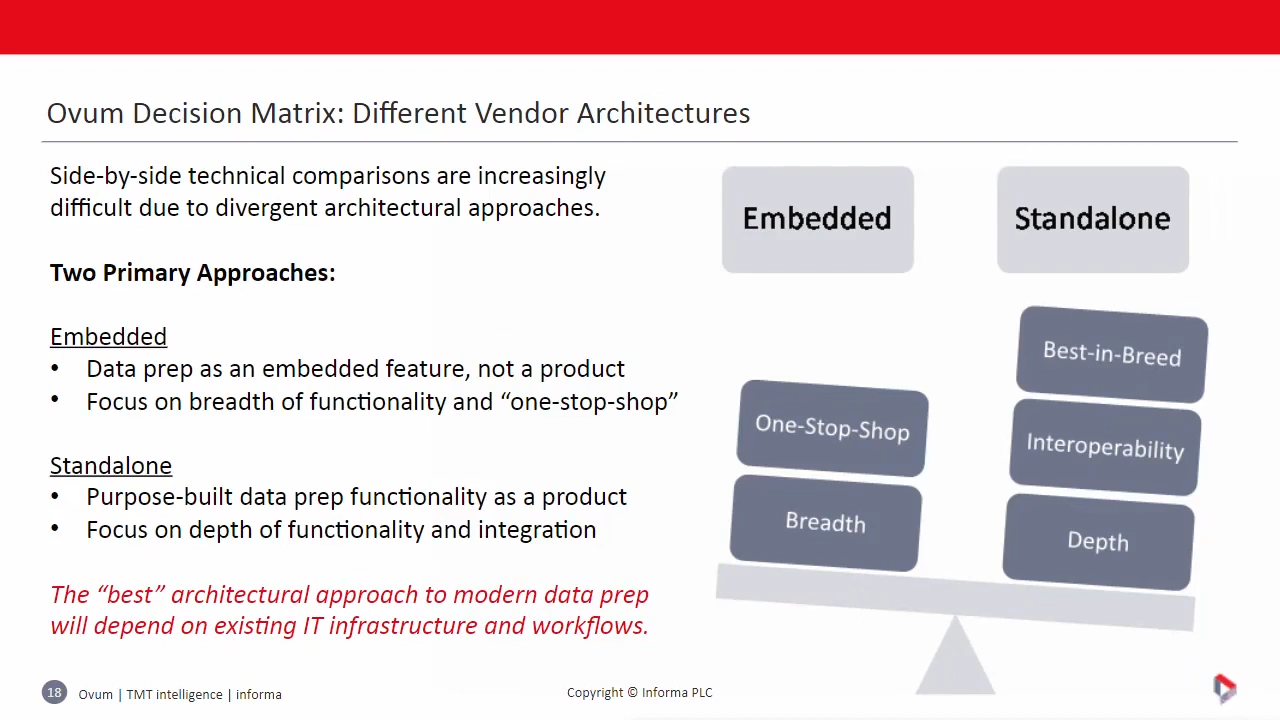 Ovum Decision Matrix: Different Vendor Architectures
Side-by-side technical comparisons are increasingly
difficult due to divergent architectural approaches.
Two Primary Approaches:
Embedded
• Data prep as an embedded feature, not a product
• Focus on breadth of functionality and “one-stop-shop”
Standalone
• Purpose-built data prep functionality as a product
• Focus on depth of functionality and integration
The “best” architectural approach to modern data prep
will depend on existing IT infrastructure and workflows.
Embedded
Standalone
One-Stop-Shop
Breadth
Best-in-Breed
Interoperability
Depth
18
Ovum | TMT intelligence | informa
Copyright © Informa PLC